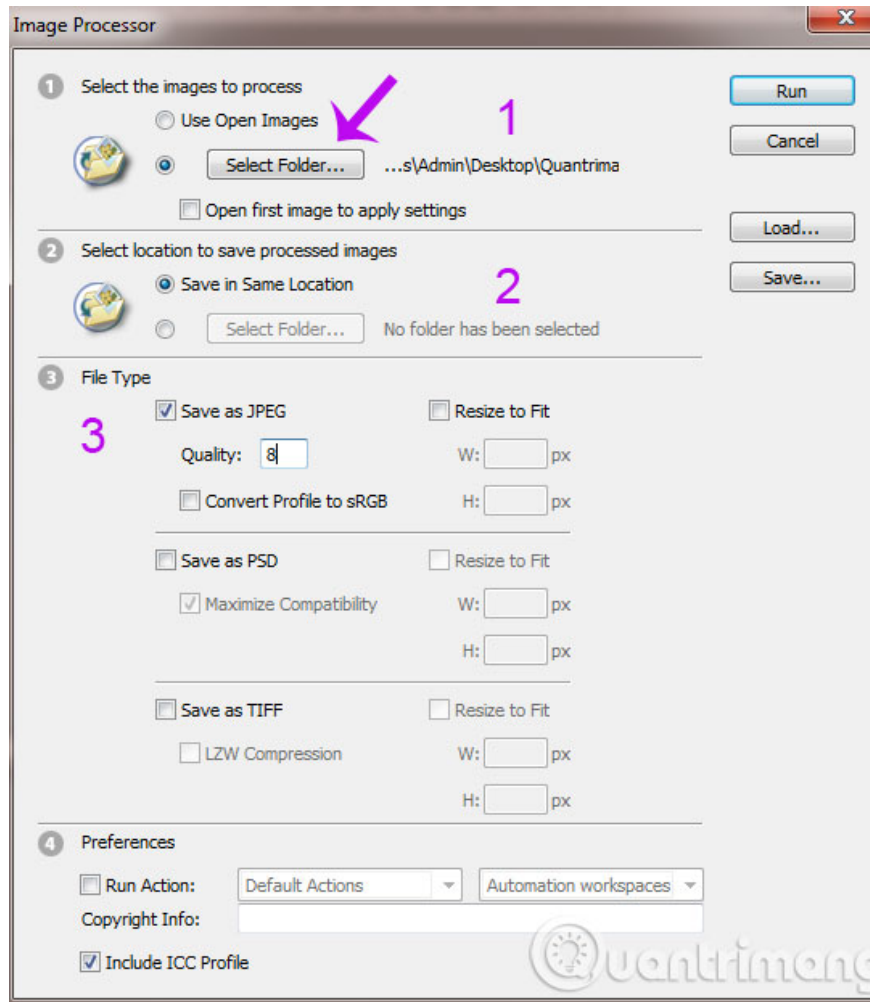 Image Processor
1 Select the images to process
Use Open Images
1
Select Folder... ...s\Admin\Desktop\Quantrima
Open first image to apply settings
2 Select location to save processed images
Save in Same Location
2
Select Folder... No folder has been selected
3 File Type
3
Save as JPEG Resize to Fit
Quality: 8 W: px
Convert Profile to sRGB H: px
Save as PSD Resize to Fit
Maximize Compatibility W: px
H: px
Save as TIFF Resize to Fit
LZW Compression W: px
H: px
4 Preferences
Run Action: Default Actions Automation workspaces
Copyright Info:
Include ICC Profile
Run
Cancel
Load...
Save...
Quantrimang